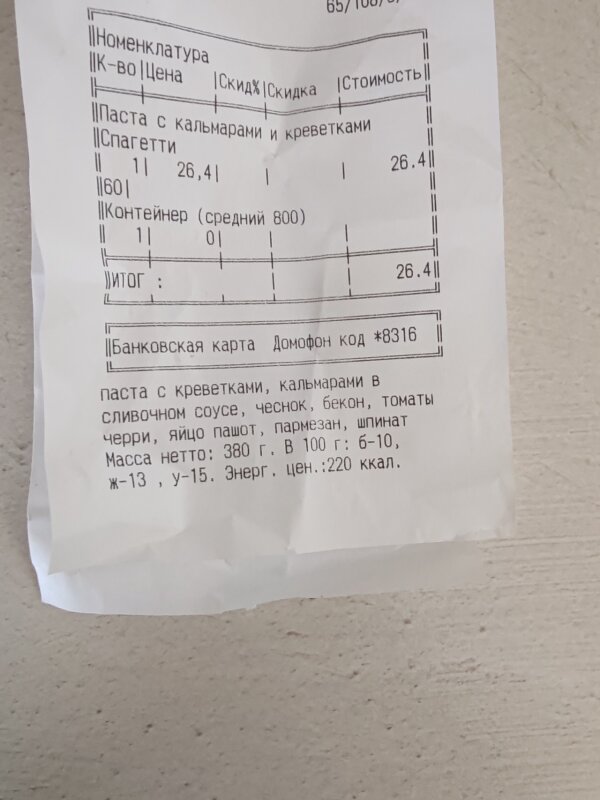 Номенклатура
К-во|Цена |Скид%|Скидка |Стоимость
Паста с кальмарами и креветками
Спагетти
1| 26,4| | | 26.4
60|
Контейнер (средний 800)
1| 0| | |
ИТОГ : | | 26.4
Банковская карта Домофон код *8316
паста с креветками, кальмарами в
сливочном соусе, чеснок, бекон, томаты
черри, яйцо пашот, пармезан, шпинат
Масса нетто: 380 г. В 100 г: б-10,
ж-13 , у-15. Энерг. цен.:220 ккал.